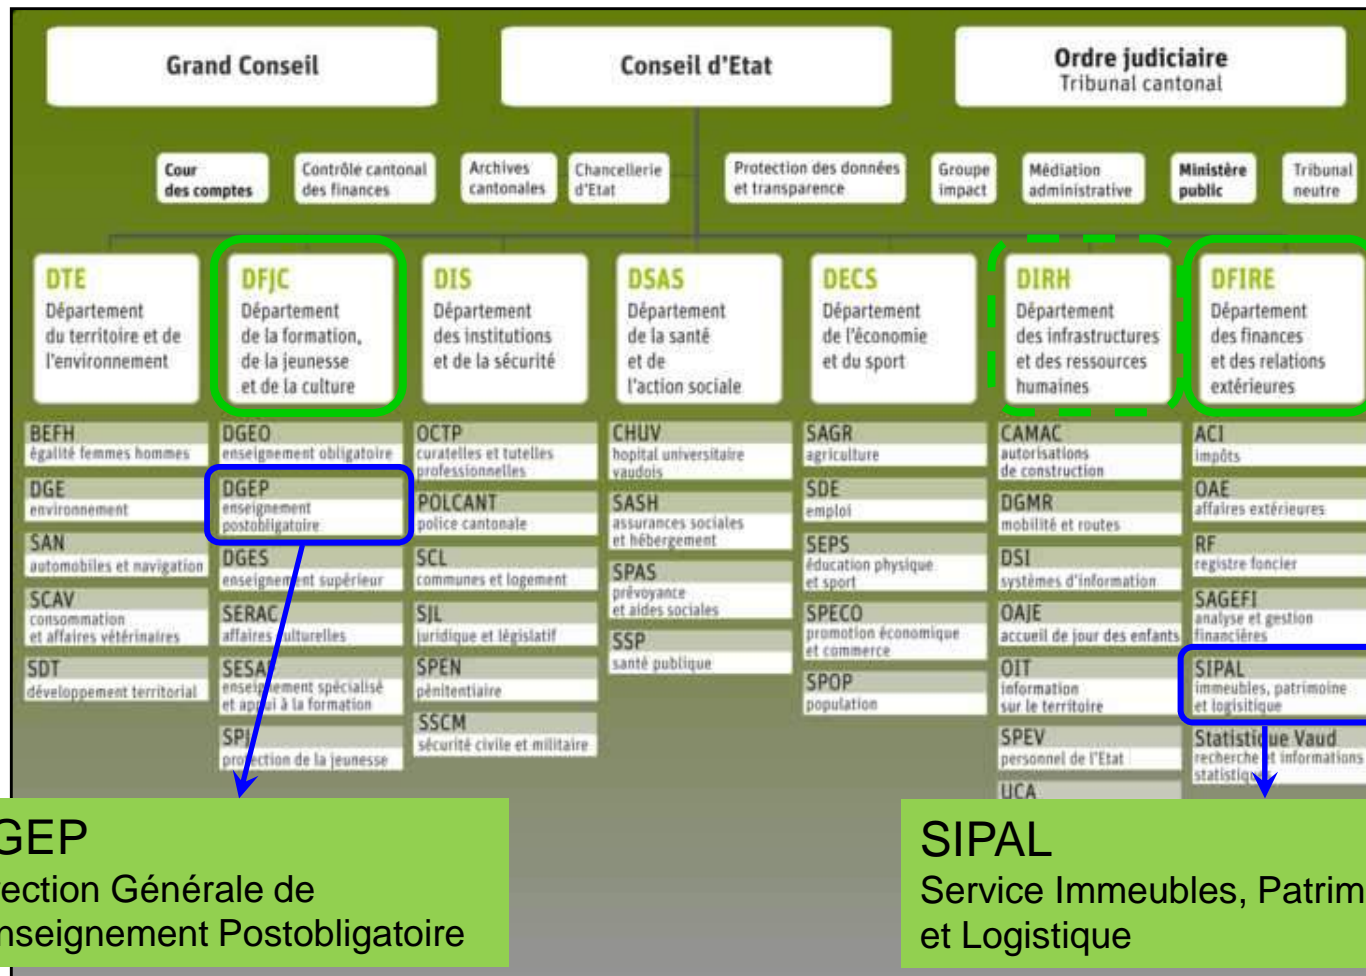 Grand Conseil
Conseil d'Etat
Ordre judiciaire
Tribunal cantonal
Cour
des comptes
Contrôle cantonal
des finances
Archives
cantonales
Chancellerie
d'Etat
Protection des données
et transparence
Groupe
impact
Médiation
administrative
Ministère
public
Tribunal
neutre
DTE
Département
du territoire et de
l'environnement
DFJC
Département
de la formation,
de la jeunesse
et de la culture
DIS
Département
des institutions
et de la sécurité
DSAS
Département
de la santé
et de
l'action sociale
DECS
Département
de l'économie
et du sport
DIRH
Département
des infrastructures
et des ressources
humaines
DFIRE
Département
des finances
et des relations
extérieures
BEFH
égalité femmes hommes
DGE
environnement
SAN
automobiles et navigation
SCAV
consommation
et affaires vétérinaires
SDT
développement territorial
DGEO
enseignement obligatoire
DGEP
enseignement
postobligatoire
DGES
enseignement supérieur
SERAC
affaires culturelles
SESAF
enseignement spécialisé
et appui à la formation
SPJ
protection de la jeunesse
OCTP
curatelles et tutelles
professionnelles
POLCANT
police cantonale
SCL
communes et logement
SJL
juridique et législatif
SPEN
pénitentiaire
SSCM
sécurité civile et militaire
CHUV
hopital universitaire
vaudois
SASH
assurances sociales
et hébergement
SPAS
prévoyance
et aides sociales
SSP
santé publique
SAGR
agriculture
SDE
emploi
SEPS
éducation physique
et sport
SPECO
promotion économique
et commerce
SPOP
population
CAMAC
autorisations
de construction
DGMR
mobilité et routes
DSI
systèmes d'information
OAJE
accueil de jour des enfants
OIT
information
sur le territoire
SPEV
personnel de l'Etat
UCA
ACI
impôts
OAE
affaires extérieures
RF
registre foncier
SAGEFI
analyse et gestion
financières
SIPAL
immeubles, patrimoine
et logisitique
Statistique Vaud
recherche et informations
statistiques
GEP
ection Générale de
nseignement Postobligatoire
SIPAL
Service Immeubles, Patrim
et Logistique